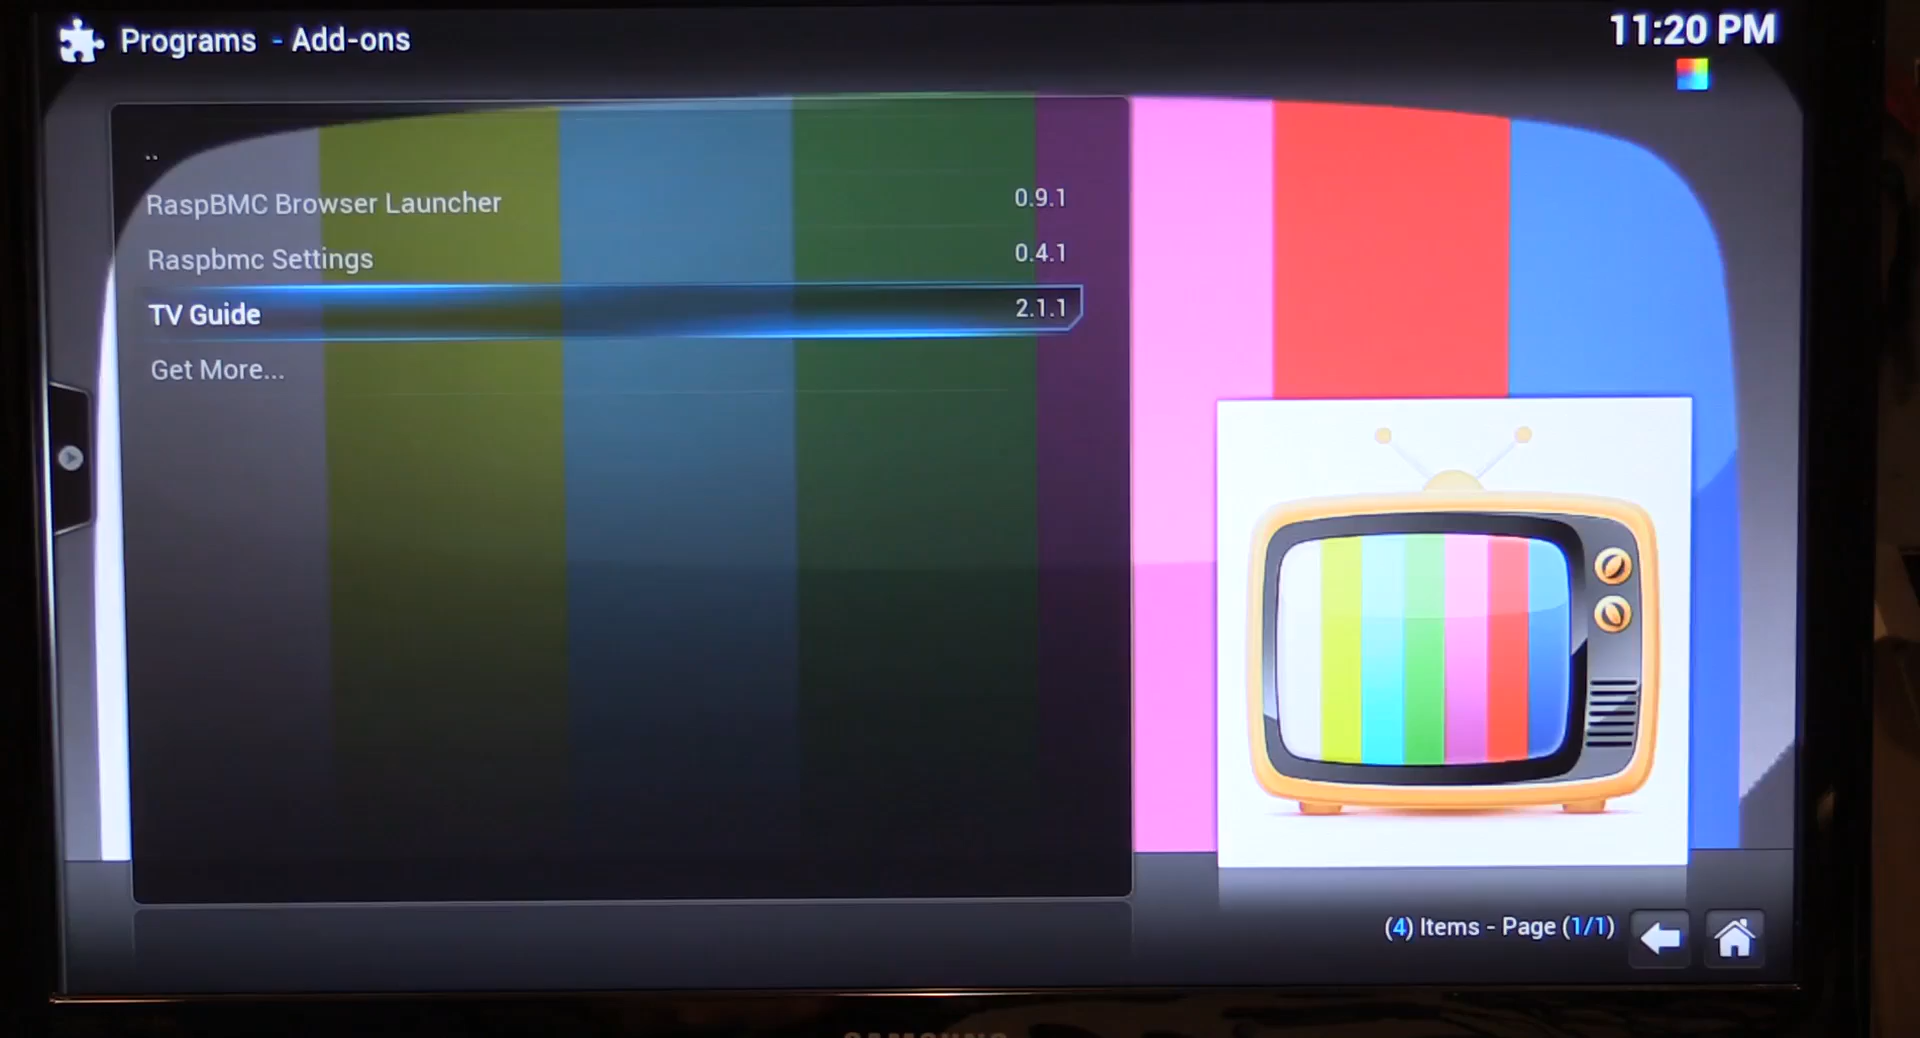 Programs - Add-ons
11:20 PM
..
RaspBMC Browser Launcher 0.9.1
Raspbmc Settings 0.4.1
TV Guide 2.1.1
Get More...
(4) Items - Page (1/1)
SAMSUNG